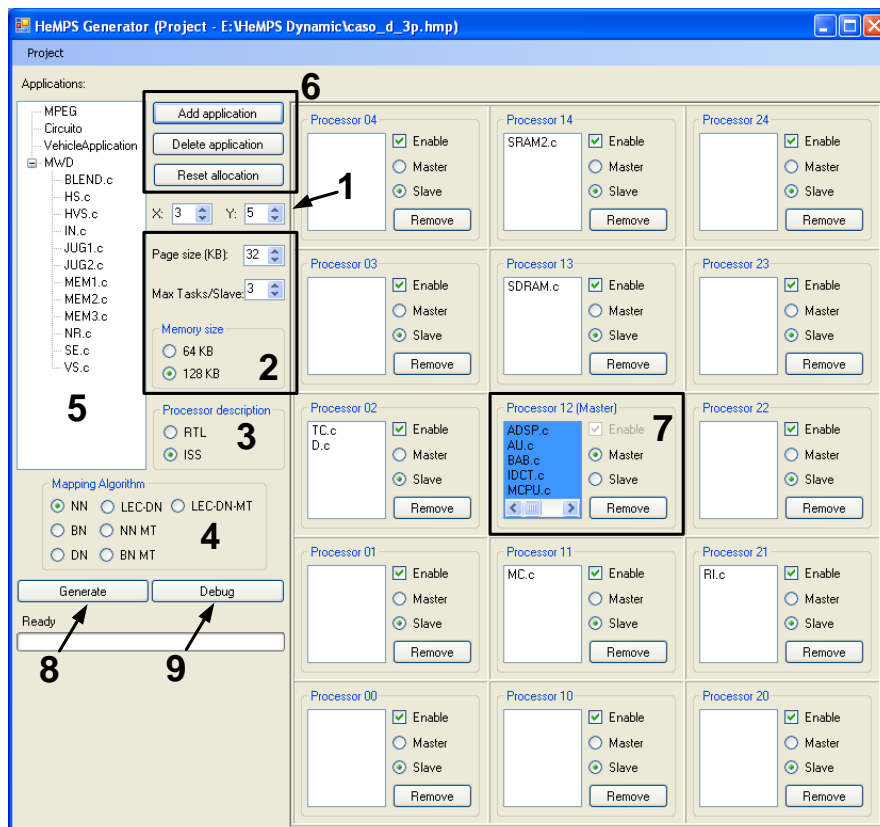 HeMPS Generator (Project - E:\HeMPS Dynamic\caso_d_3p.hmp)
Project
Applications:
MPEG
Circuito
VehicleApplication
MWD
BLEND.c
HS.c
HVS.c
IN.c
JUG1.c
JUG2.c
MEM1.c
MEM2.c
MEM3.c
NR.c
SE.c
VS.c
5
6
Add application
Delete application
Reset allocation
1
X: 3 Y: 5
Page size (KB): 32
Max Tasks/Slave: 3
Memory size
64 KB
128 KB
2
Processor description
RTL
ISS
3
Mapping Algorithm
NN LEC-DN LEC-DN-MT
BN NN MT
DN BN MT
4
Generate Debug
Ready
8 9
Processor 04
Enable
Master
Slave
Remove
Processor 14
SRAM2.c
Enable
Master
Slave
Remove
Processor 24
Enable
Master
Slave
Remove
Processor 03
Enable
Master
Slave
Remove
Processor 13
SDRAM.c
Enable
Master
Slave
Remove
Processor 23
Enable
Master
Slave
Remove
Processor 02
TC.c
D.c
Enable
Master
Slave
Remove
Processor 12 (Master)
ADSP.c
AU.c
BAB.c
IDCT.c
MCPU.c
Enable
Master
Slave
Remove
7
Processor 22
Enable
Master
Slave
Remove
Processor 01
Enable
Master
Slave
Remove
Processor 11
MC.c
Enable
Master
Slave
Remove
Processor 21
RI.c
Enable
Master
Slave
Remove
Processor 00
Enable
Master
Slave
Remove
Processor 10
Enable
Master
Slave
Remove
Processor 20
Enable
Master
Slave
Remove